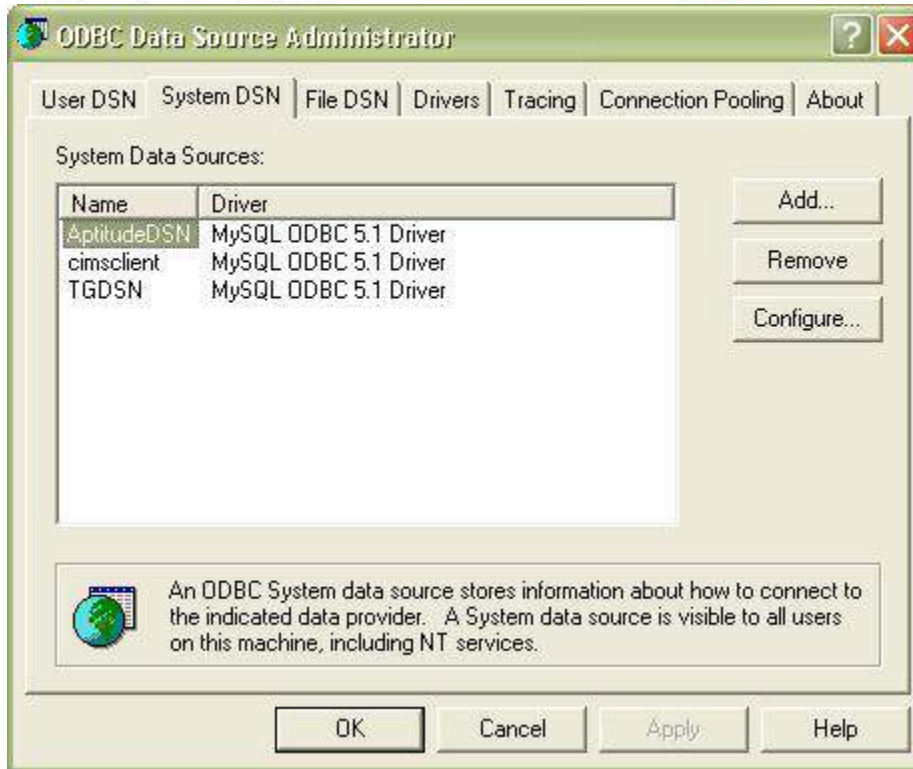 ODBC Data Source Administrator
User DSN System DSN File DSN Drivers Tracing Connection Pooling About
System Data Sources:
Name Driver
AptitudeDSN MySQL ODBC 5.1 Driver
cimsclient MySQL ODBC 5.1 Driver
TGDSN MySQL ODBC 5.1 Driver
Add...
Remove
Configure...
An ODBC System data source stores information about how to connect to
the indicated data provider. A System data source is visible to all users
on this machine, including NT services.
OK Cancel Apply Help